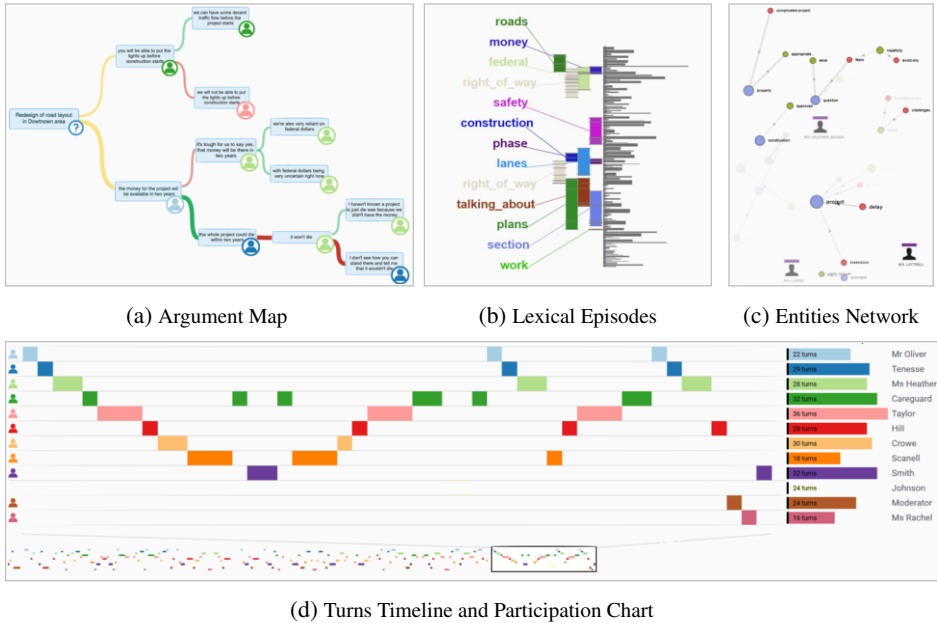 we can have some decent
traffic flow before the
project starts
you will be able to put the
lights up before
construction starts
we will not be able to put
the lights up before
construction starts
Redesign of road layout
in Dowtnown area
?
it's tough for us to say yes,
that money will be there in
two years
we're also very reliant on
federal dollars
with federal dollars being
very uncertain right now
the money for the project will
be available in two years
this whole project could die
within two years
it won't die
I haven't known a project
to just die was because we
didn't have the money
I don't see how you can
stand there and tell me
that it wouldn't die
(a) Argument Map
roads
money
federal
right_of_way
safety
construction
phase
lanes
right_of_way
talking_about
plans
section
work
(b) Lexical Episodes
complicated project
appropriate
hopefully
value
property
question
approved
challenges
construction
project
delay
MR. LUTTRELL
(c) Entities Network
22 turns Mr Oliver
29 turns Tenesse
28 turns Ms Heather
32 turns Careguard
36 turns Taylor
28 turns Hill
30 turns Crowe
18 turns Scanell
32 turns Smith
24 turns Johnson
24 turns Moderator
16 turns Ms Rachel
(d) Turns Timeline and Participation Chart